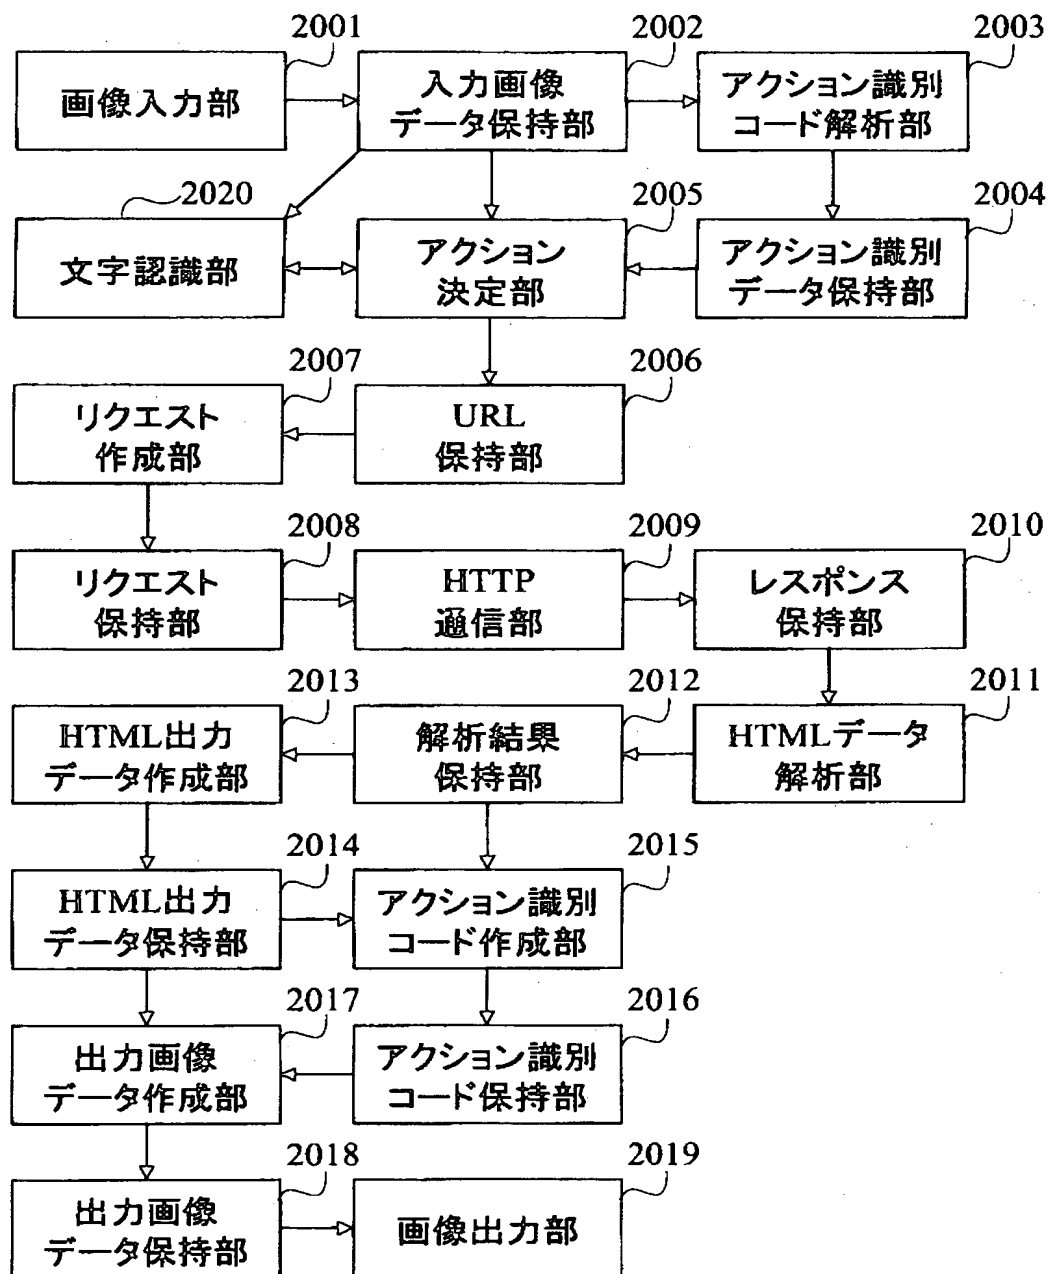 2001
2002
2003
画像入力部
入力画像
データ保持部
アクション識別
コード解析部
2020
2005
2004
文字認識部
アクション
決定部
アクション識別
データ保持部
2007
2006
リクエスト
作成部
URL
保持部
2008
2009
2010
リクエスト
保持部
HTTP
通信部
レスポンス
保持部
2013
2012
2011
HTML出力
データ作成部
解析結果
保持部
HTMLデータ
解析部
2014
2015
HTML出力
データ保持部
アクション識別
コード作成部
2017
2016
出力画像
データ作成部
アクション識別
コード保持部
2018
2019
出力画像
データ保持部
画像出力部